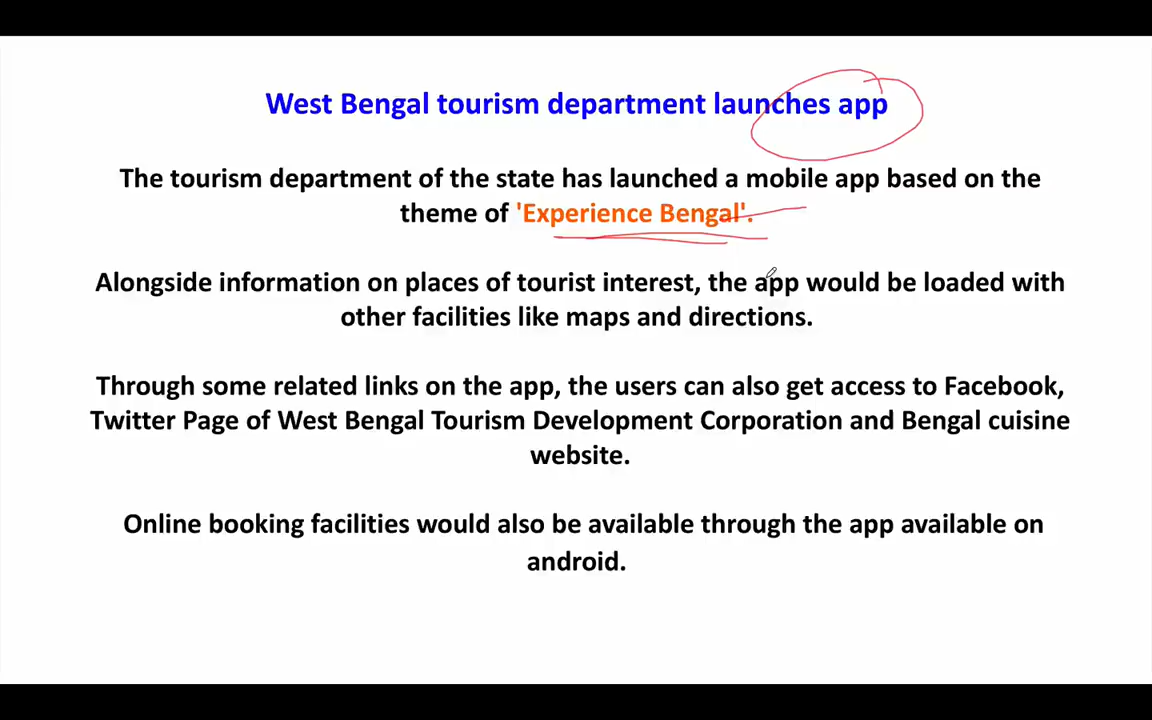 West Bengal tourism department launches app
The tourism department of the state has launched a mobile app based on the
theme of 'Experience Bengal'.
Alongside information on places of tourist interest, the app would be loaded with
other facilities like maps and directions.
Through some related links on the app, the users can also get access to Facebook,
Twitter Page of West Bengal Tourism Development Corporation and Bengal cuisine
website.
Online booking facilities would also be available through the app available on
android.